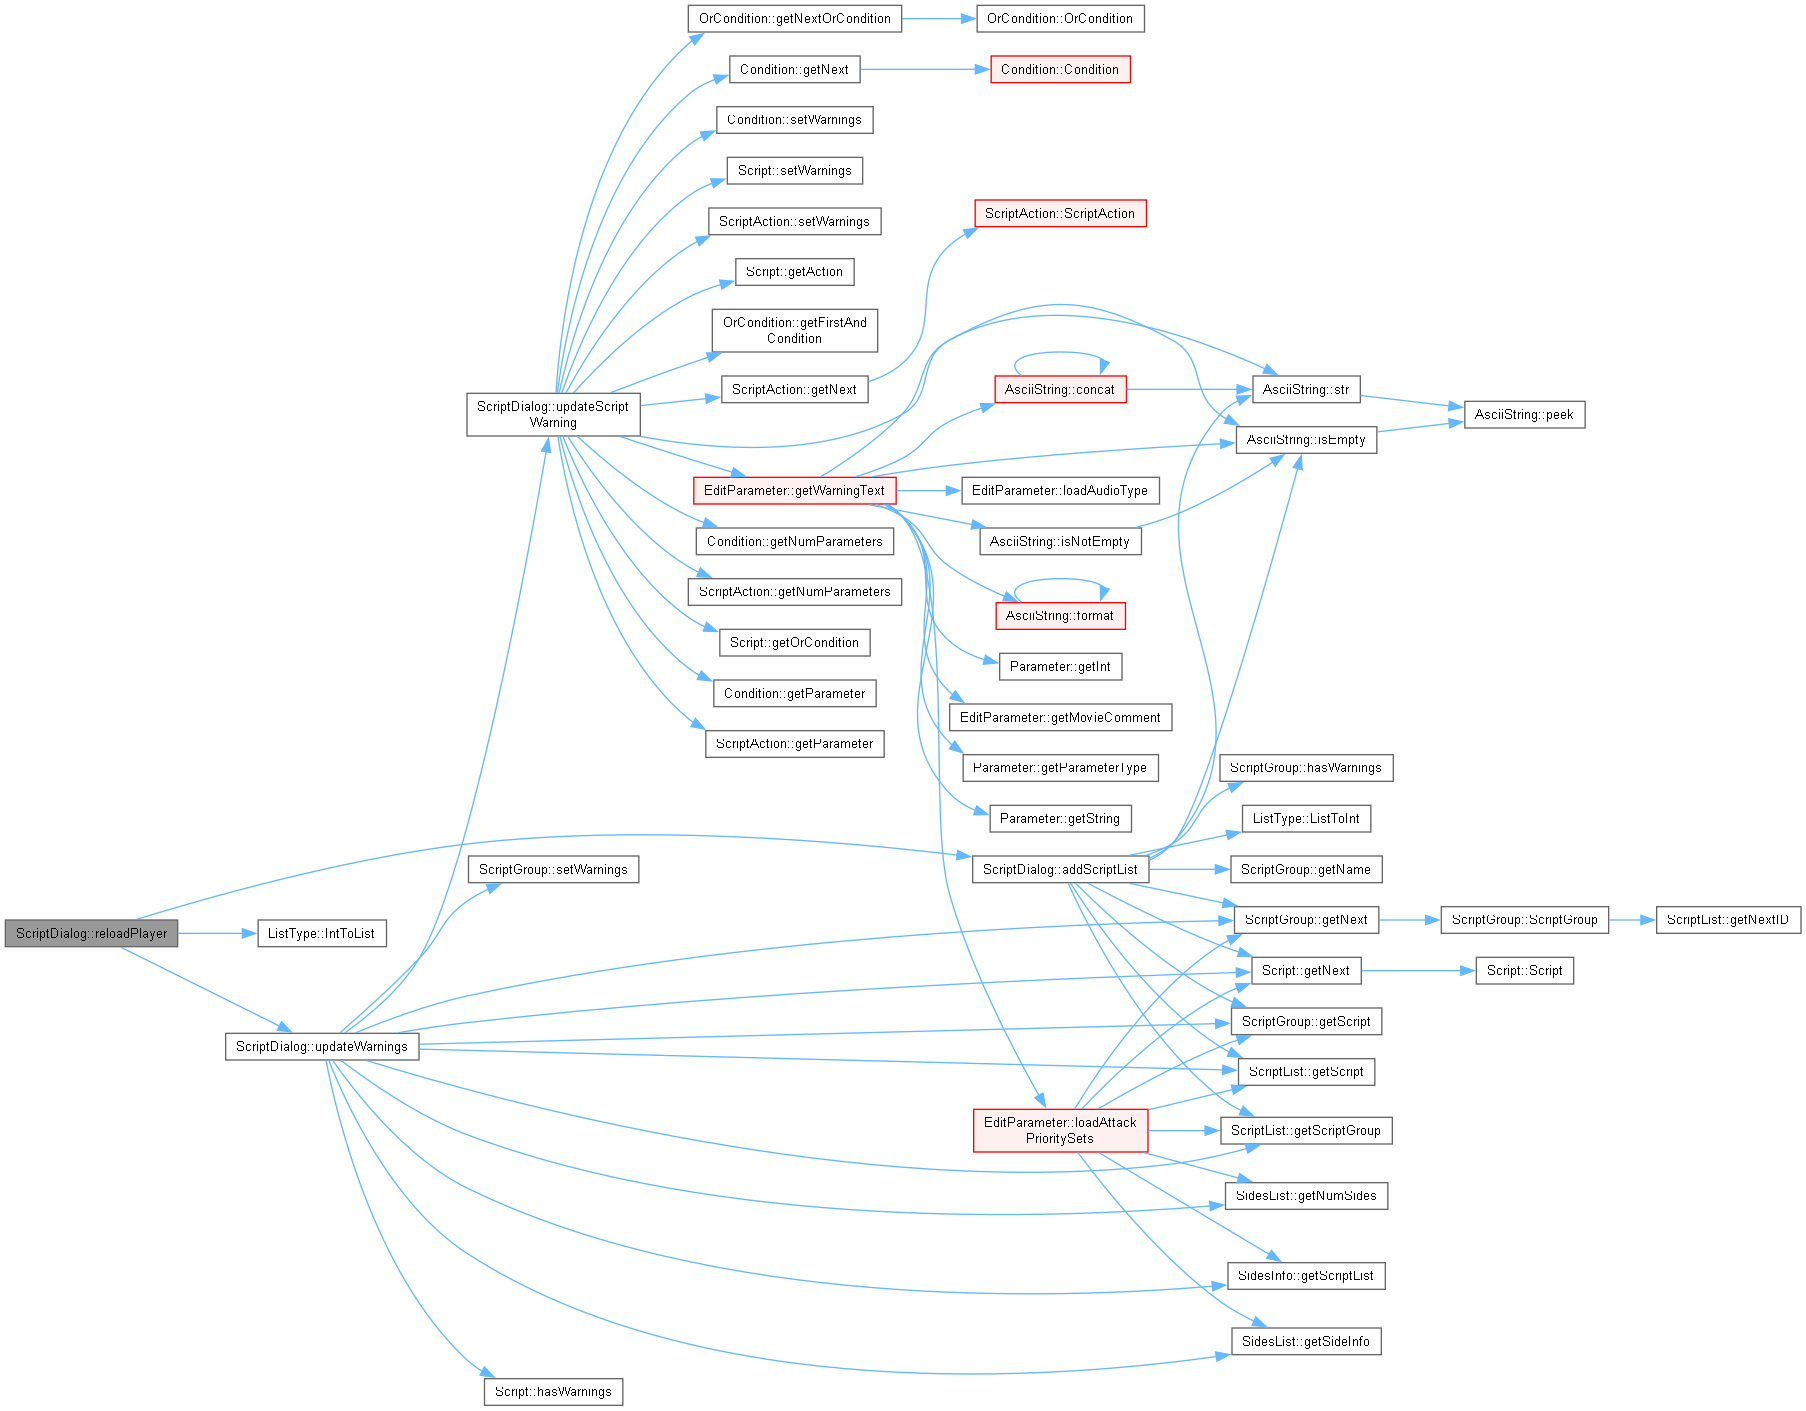 OrCondition::getNextOrCondition
OrCondition::OrCondition
Condition::getNext
Condition::Condition
Condition::setWarnings
Script::setWarnings
ScriptAction::ScriptAction
ScriptAction::setWarnings
Script::getAction
OrCondition::getFirstAnd
Condition
ScriptAction::getNext
AsciiString::concat
AsciiString::str
ScriptDialog::updateScript
Warning
AsciiString::peek
AsciiString::isEmpty
EditParameter::getWarningText
EditParameter::loadAudioType
Condition::getNumParameters
AsciiString::isNotEmpty
ScriptAction::getNumParameters
AsciiString::format
Script::getOrCondition
Parameter::getInt
Condition::getParameter
EditParameter::getMovieComment
ScriptAction::getParameter
Parameter::getParameterType
ScriptGroup::hasWarnings
Parameter::getString
ListType::ListToInt
ScriptGroup::setWarnings
ScriptDialog::addScriptList
ScriptGroup::getName
ScriptDialog::reloadPlayer
ListType::IntToList
ScriptGroup::getNext
ScriptGroup::ScriptGroup
ScriptList::getNextID
Script::getNext
Script::Script
ScriptGroup::getScript
ScriptDialog::updateWarnings
ScriptList::getScript
EditParameter::loadAttack
PrioritySets
ScriptList::getScriptGroup
SidesList::getNumSides
SidesInfo::getScriptList
SidesList::getSideInfo
Script::hasWarnings